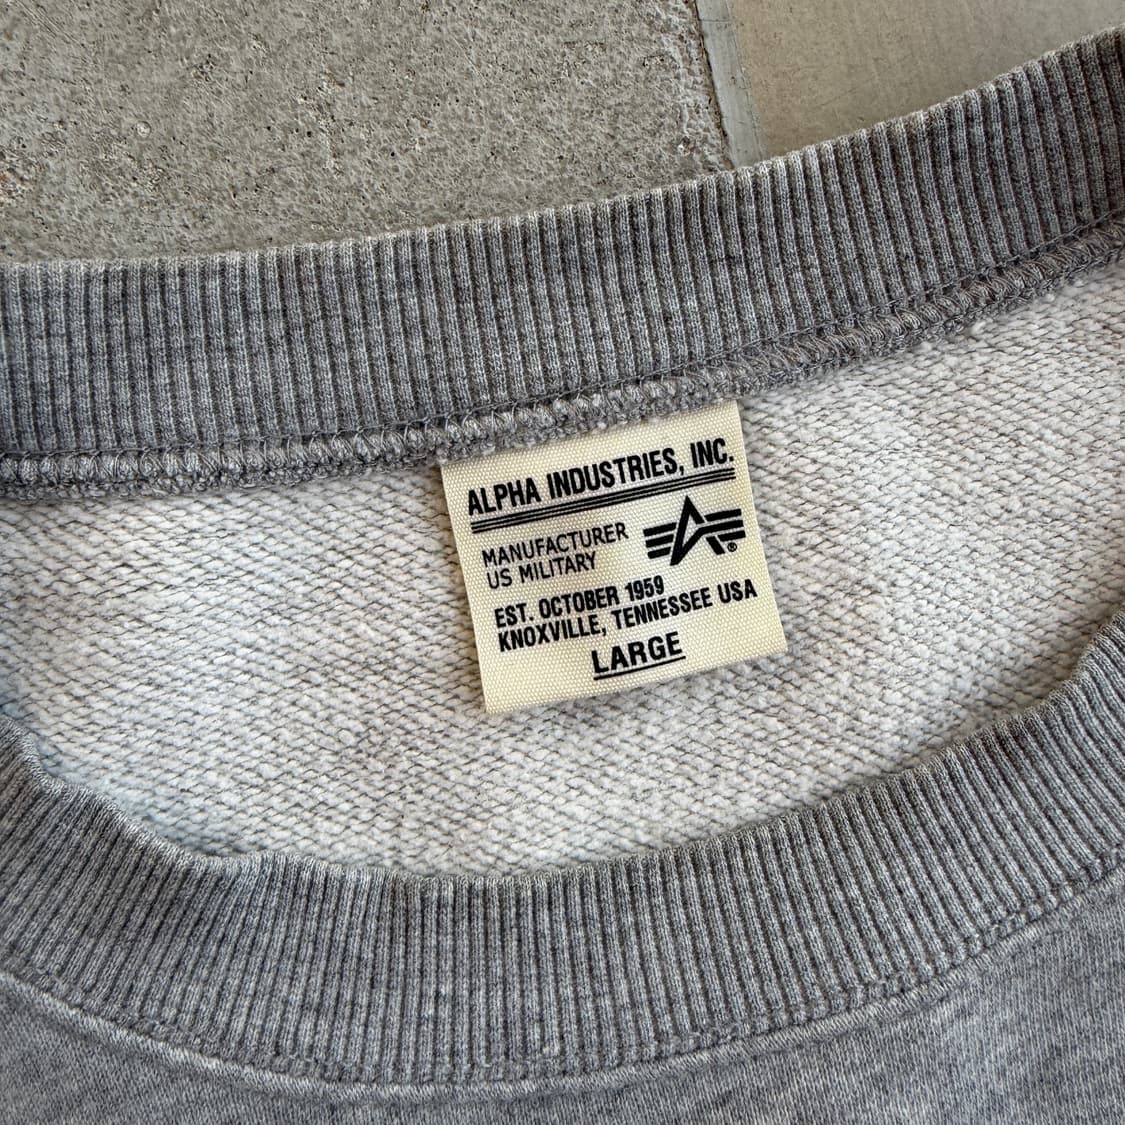 ALPHA INDUSTRIES, INC.
MANUFACTURER
US MILITARY
®
EST. OCTOBER 1959
KNOXVILLE, TENNESSEE USA
LARGE